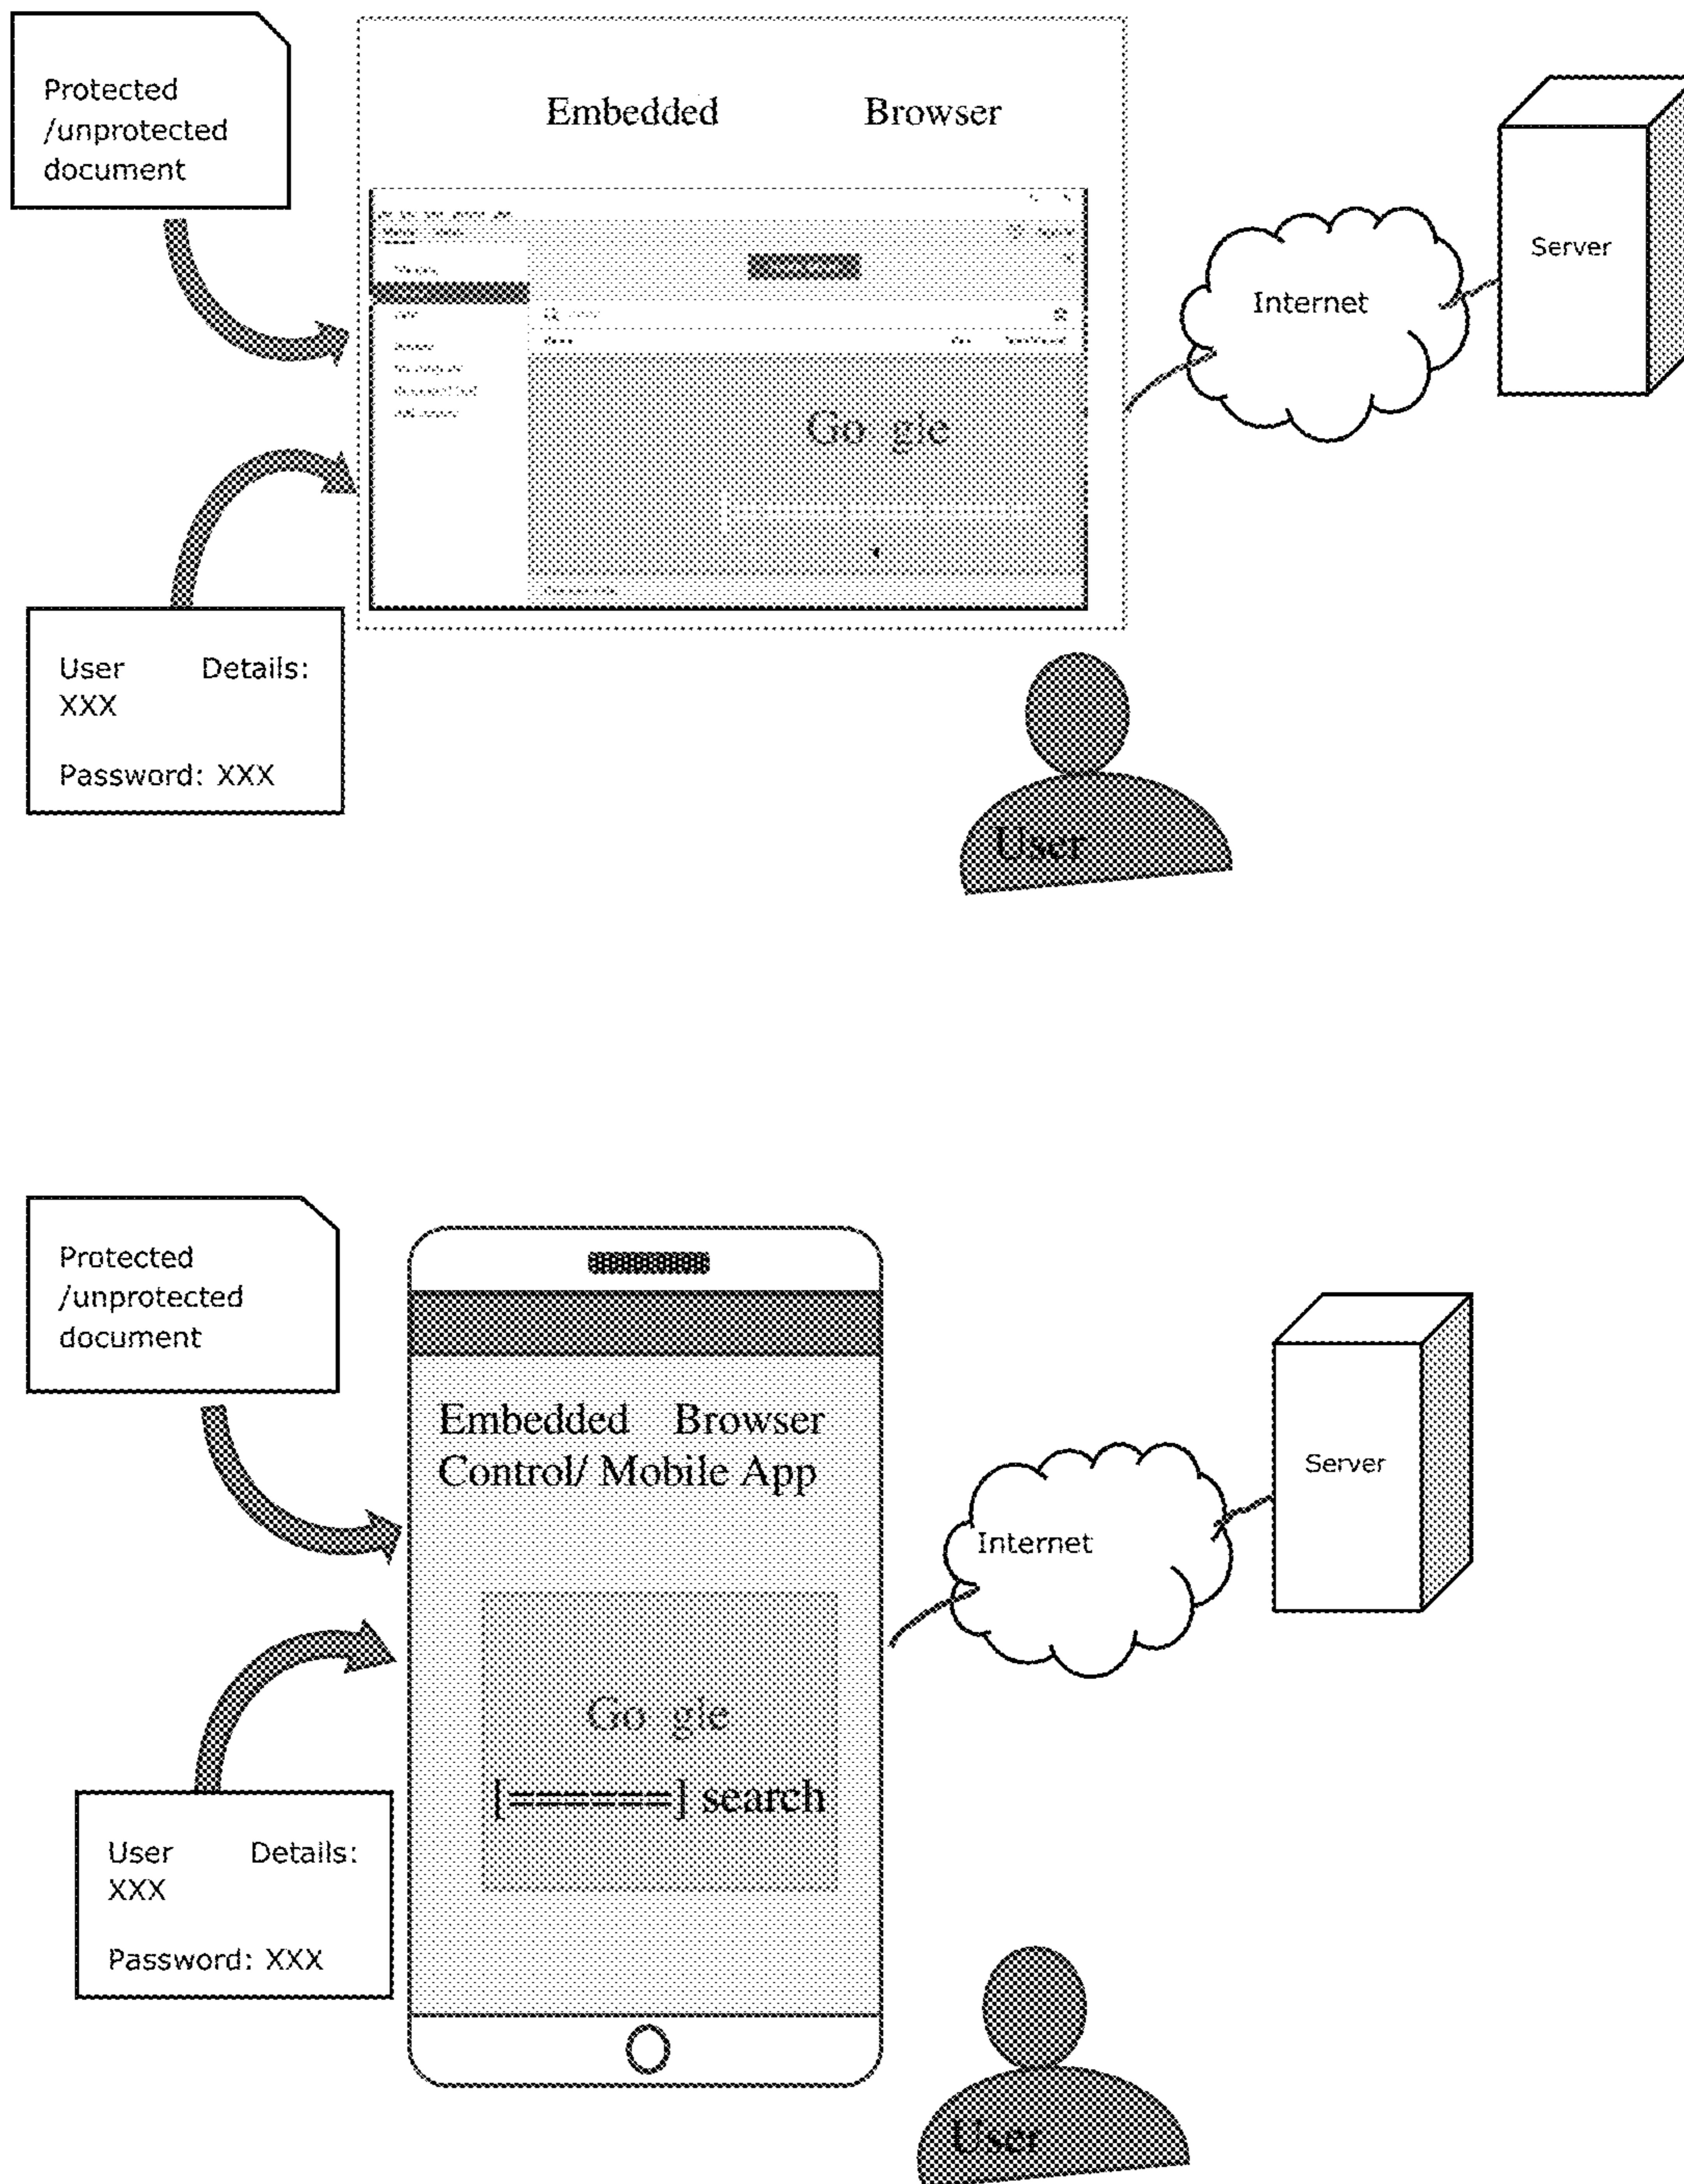 Protected
/unprotected
document
Embedded Browser
Go gle
Internet
Server
User Details:
XXX
Password: XXX
User
Protected
/unprotected
document
Embedded Browser
Control/ Mobile App
Go gle
[======] search
Internet
Server
User Details:
XXX
Password: XXX
User